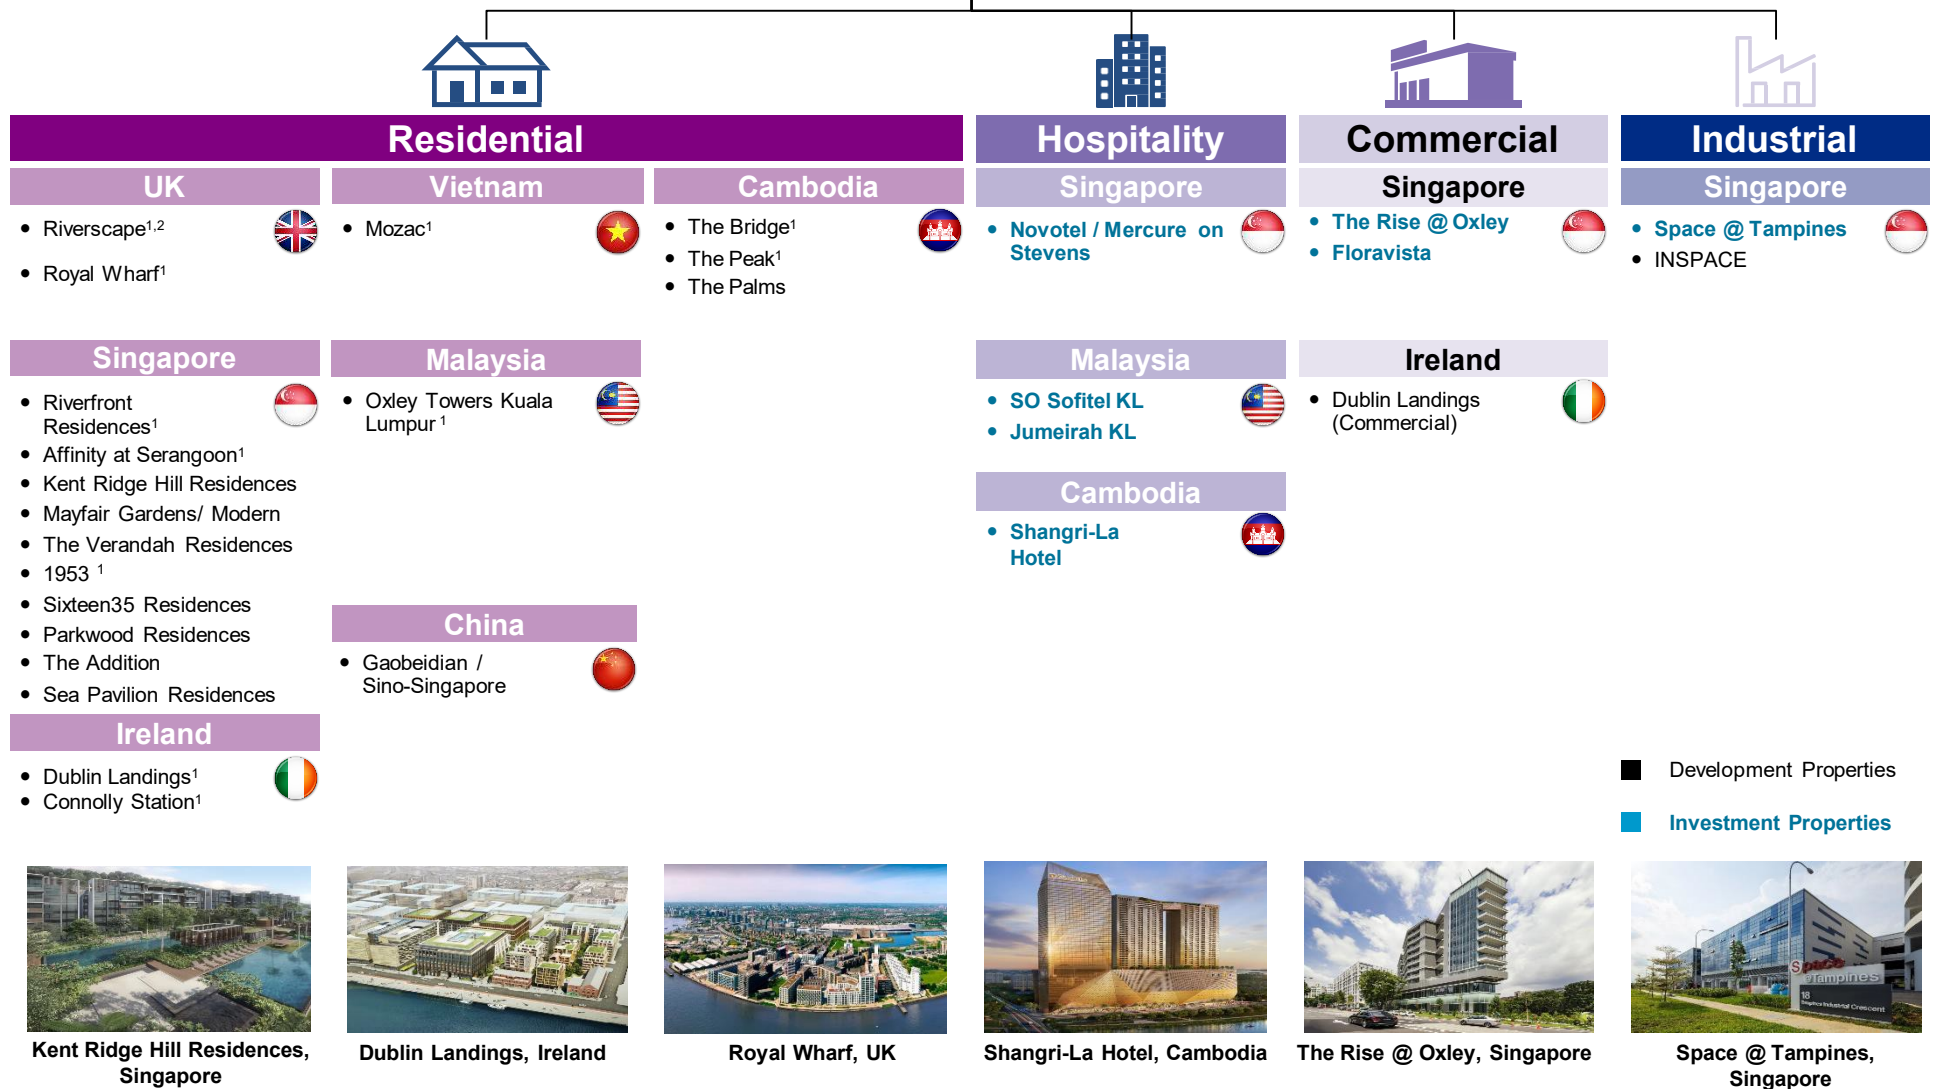 Residential
Hospitality
Commercial
Industrial
UK
Vietnam
Cambodia
Singapore
Singapore
Singapore
• Riverscape1,2
• Royal Wharf1
• Mozac1
• The Bridge1
• The Peak1
• The Palms
• Novotel / Mercure on
Stevens
• The Rise @ Oxley
• Floravista
• Space @ Tampines
• INSPACE
Singapore
Malaysia
Malaysia
Ireland
• Riverfront
Residences1
• Affinity at Serangoon1
• Kent Ridge Hill Residences
• Mayfair Gardens/ Modern
• The Verandah Residences
• 1953 1
• Sixteen35 Residences
• Parkwood Residences
• The Addition
• Sea Pavilion Residences
• Oxley Towers Kuala
Lumpur 1
• SO Sofitel KL
• Jumeirah KL
• Dublin Landings
(Commercial)
Cambodia
• Shangri-La
Hotel
China
• Gaobeidian /
Sino-Singapore
Ireland
• Dublin Landings1
• Connolly Station1
Development Properties
Investment Properties
Space
@Tampines
18
Tampines Industrial Crescent
Kent Ridge Hill Residences,
Singapore
Dublin Landings, Ireland
Royal Wharf, UK
Shangri-La Hotel, Cambodia
The Rise @ Oxley, Singapore
Space @ Tampines,
Singapore